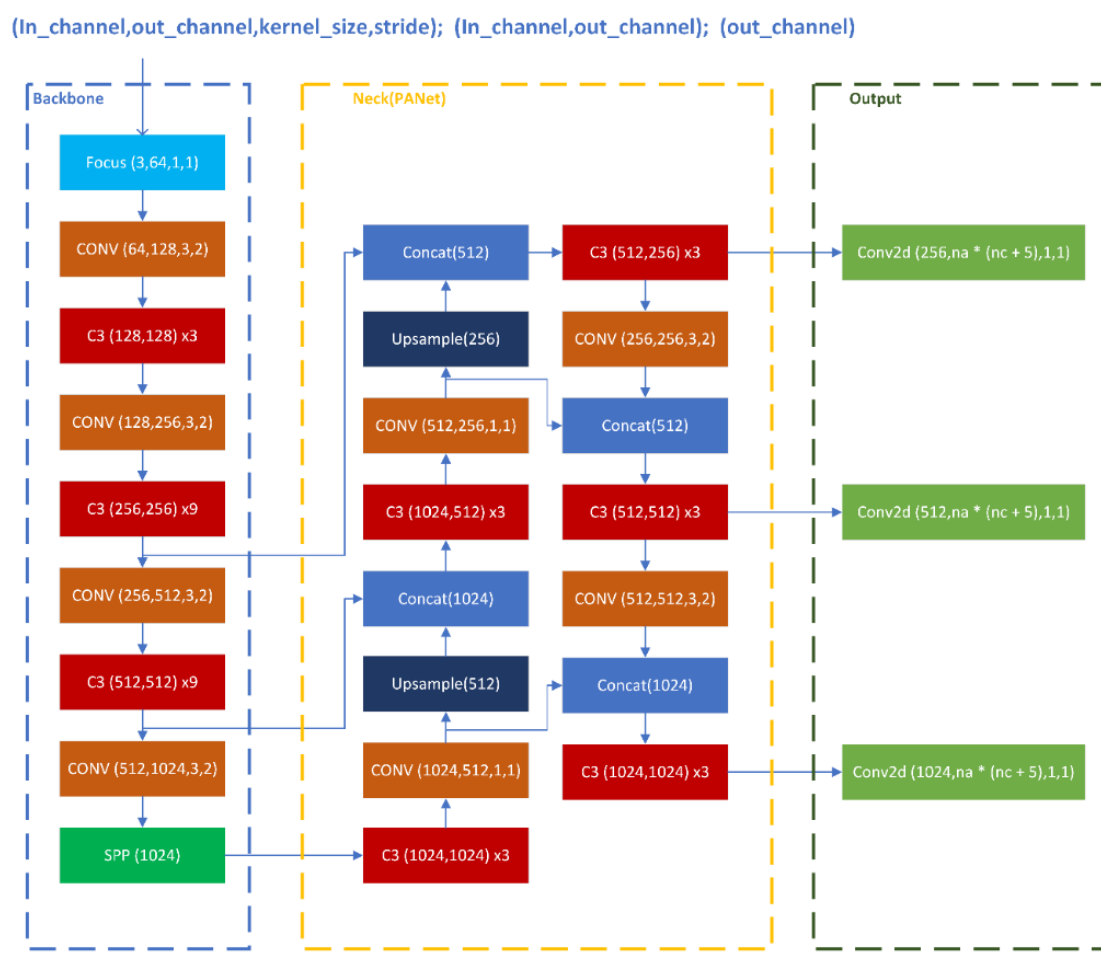 (In_channel,out_channel,kernel_size,stride); (In_channel,out_channel); (out_channel)
Backbone
Focus (3,64,1,1)
CONV (64,128,3,2)
C3 (128,128) x3
CONV (128,256,3,2)
C3 (256,256) x9
CONV (256,512,3,2)
C3 (512,512) x9
CONV (512,1024,3,2)
SPP (1024)
Neck(PANet)
Concat(512)
Upsample(256)
CONV (512,256,1,1)
C3 (1024,512) x3
Concat(1024)
Upsample(512)
CONV (1024,512,1,1)
C3 (1024,1024) x3
C3 (512,256) x3
CONV (256,256,3,2)
Concat(512)
C3 (512,512) x3
CONV (512,512,3,2)
Concat(1024)
C3 (1024,1024) x3
Output
Conv2d (256,na * (nc + 5),1,1)
Conv2d (512,na * (nc + 5),1,1)
Conv2d (1024,na * (nc + 5),1,1)